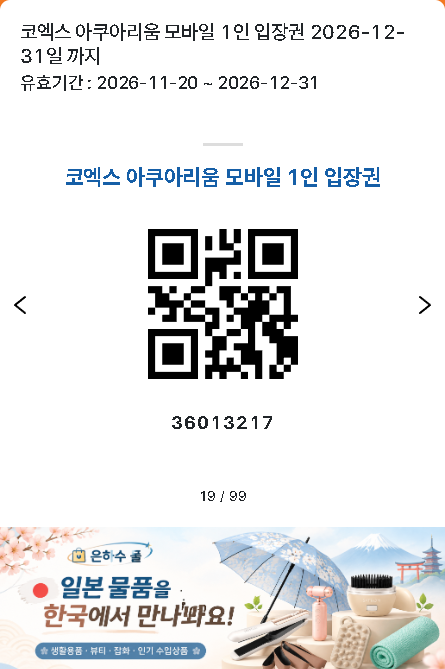 코엑스 아쿠아리움 모바일 1인 입장권 2026-12-
31일 까지
유효기간 : 2026-11-20 ~ 2026-12-31
코엑스 아쿠아리움 모바일 1인 입장권
36013217
19 / 99
은하수 몰
일본 물품을
한국에서 만나봐요!
생활용품 · 뷰티 · 잡화 · 인기 수입상품